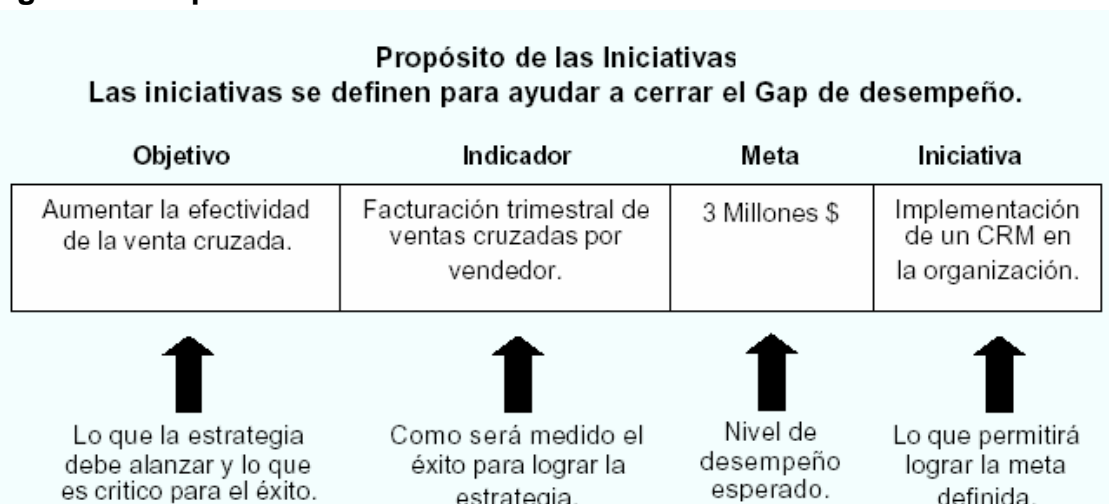 Propósito de las Iniciativas
Las iniciativas se definen para ayudar a cerrar el Gap de desempeño.
Objetivo Indicador Meta Iniciativa
Aumentar la efectividad
de la venta cruzada.
Facturación trimestral de
ventas cruzadas por
vendedor.
3 Millones $
Implementación
de un CRM en
la organización.
Lo que la estrategia
debe alanzar y lo que
es critico para el éxito.
Como será medido el
éxito para lograr la
estrategia.
Nivel de
desempeño
esperado.
Lo que permitirá
lograr la meta
definida.